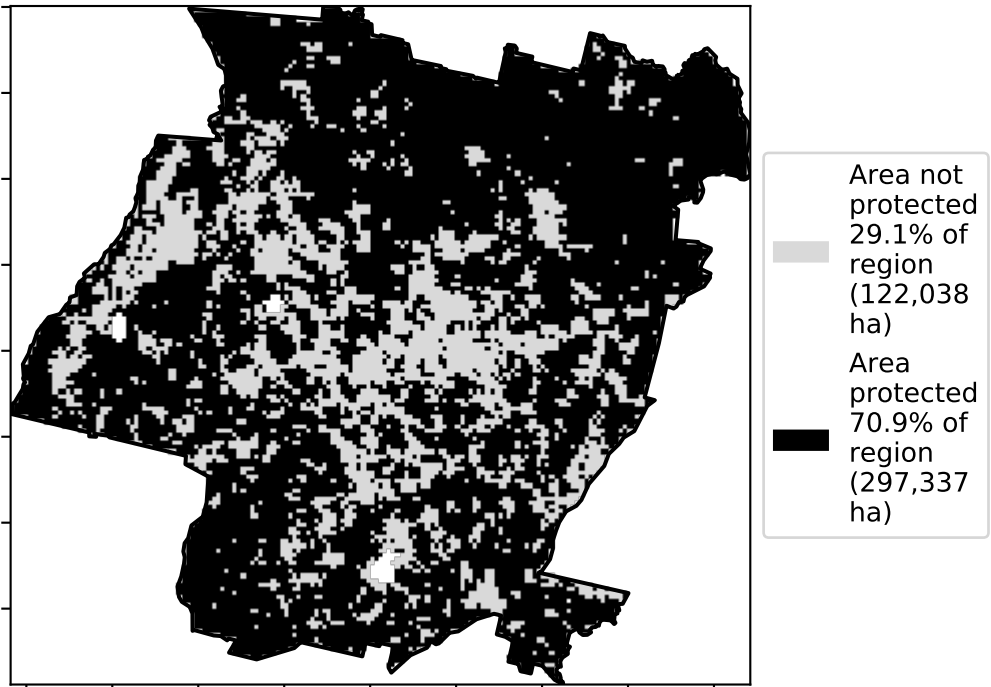 Area not
protected
29.1% of
region
(122,038
ha)
Area
protected
70.9% of
region
(297,337
ha)